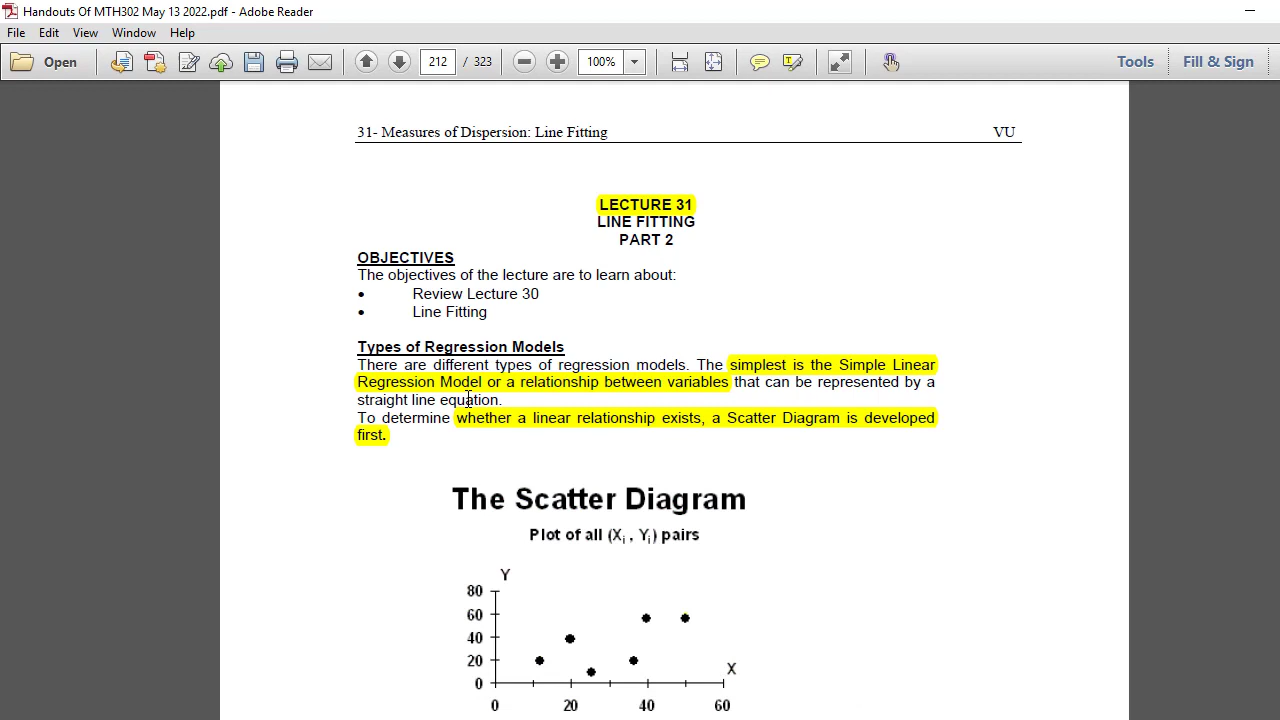 Handouts Of MTH302 May 13 2022.pdf - Adobe Reader
File Edit View Window Help
Open 212 / 323 100% Tools Fill & Sign
31- Measures of Dispersion: Line Fitting VU
LECTURE 31
LINE FITTING
PART 2
OBJECTIVES
The objectives of the lecture are to learn about:
• Review Lecture 30
• Line Fitting
Types of Regression Models
There are different types of regression models. The simplest is the Simple Linear
Regression Model or a relationship between variables that can be represented by a
straight line equation.
To determine whether a linear relationship exists, a Scatter Diagram is developed
first.
The Scatter Diagram
Plot of all (Xi , Yi) pairs
Y
80
60
40
20
X
0
0 20 40 60